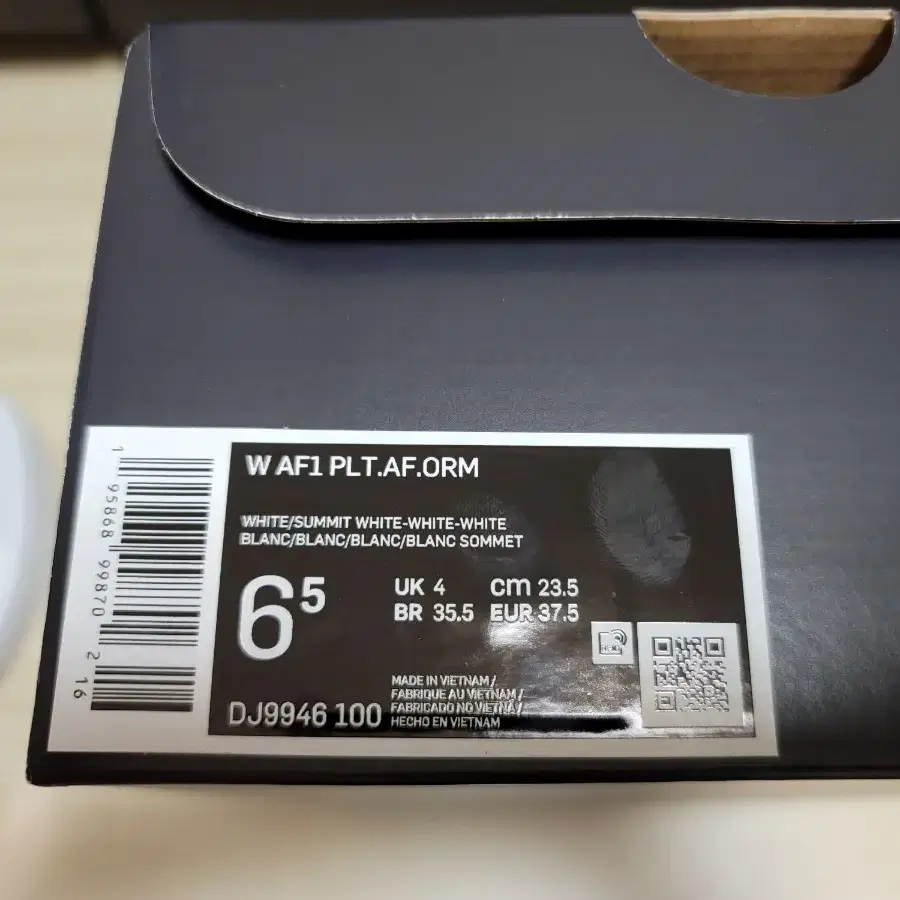 W AF1 PLT.AF.ORM
WHITE/SUMMIT WHITE-WHITE-WHITE
BLANC/BLANC/BLANC/BLANC SOMMET
6 5
UK 4 CM 23.5
BR 35.5 EUR 37.5
MADE IN VIETNAM /
FABRIQUE AU VIETNAM /
FABRICADO NO VIETNÃ /
HECHO EN VIETNAM
DJ9946 100
1 95868 99870 2 16